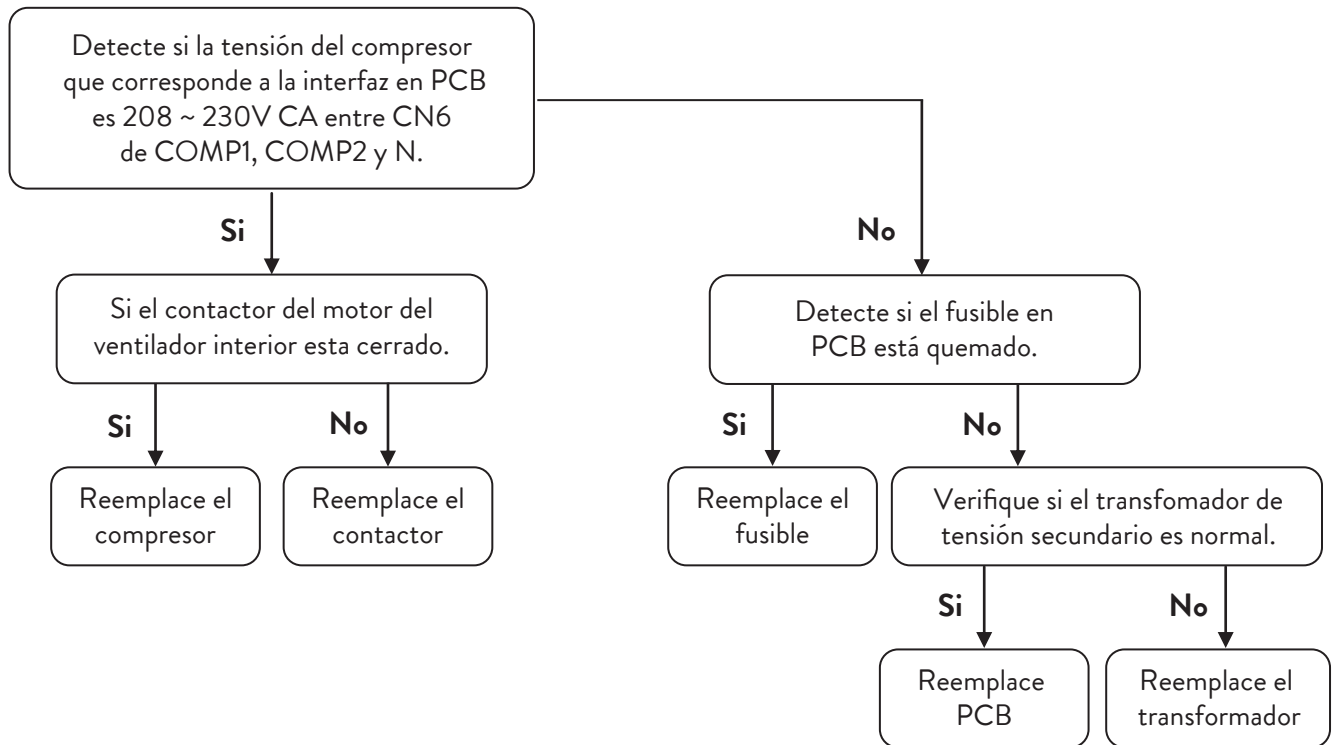 Detecte si la tensión del compresor
que corresponde a la interfaz en PCB
es 208 ~ 230V CA entre CN6
de COMP1, COMP2 y N.
Si
No
Si el contactor del motor del
ventilador interior esta cerrado.
Detecte si el fusible en
PCB está quemado.
Si
No
Si
No
Reemplace el
compresor
Reemplace el
contactor
Reemplace el
fusible
Verifique si el transfomador de
tensión secundario es normal.
Si
No
Reemplace
PCB
Reemplace el
transformador